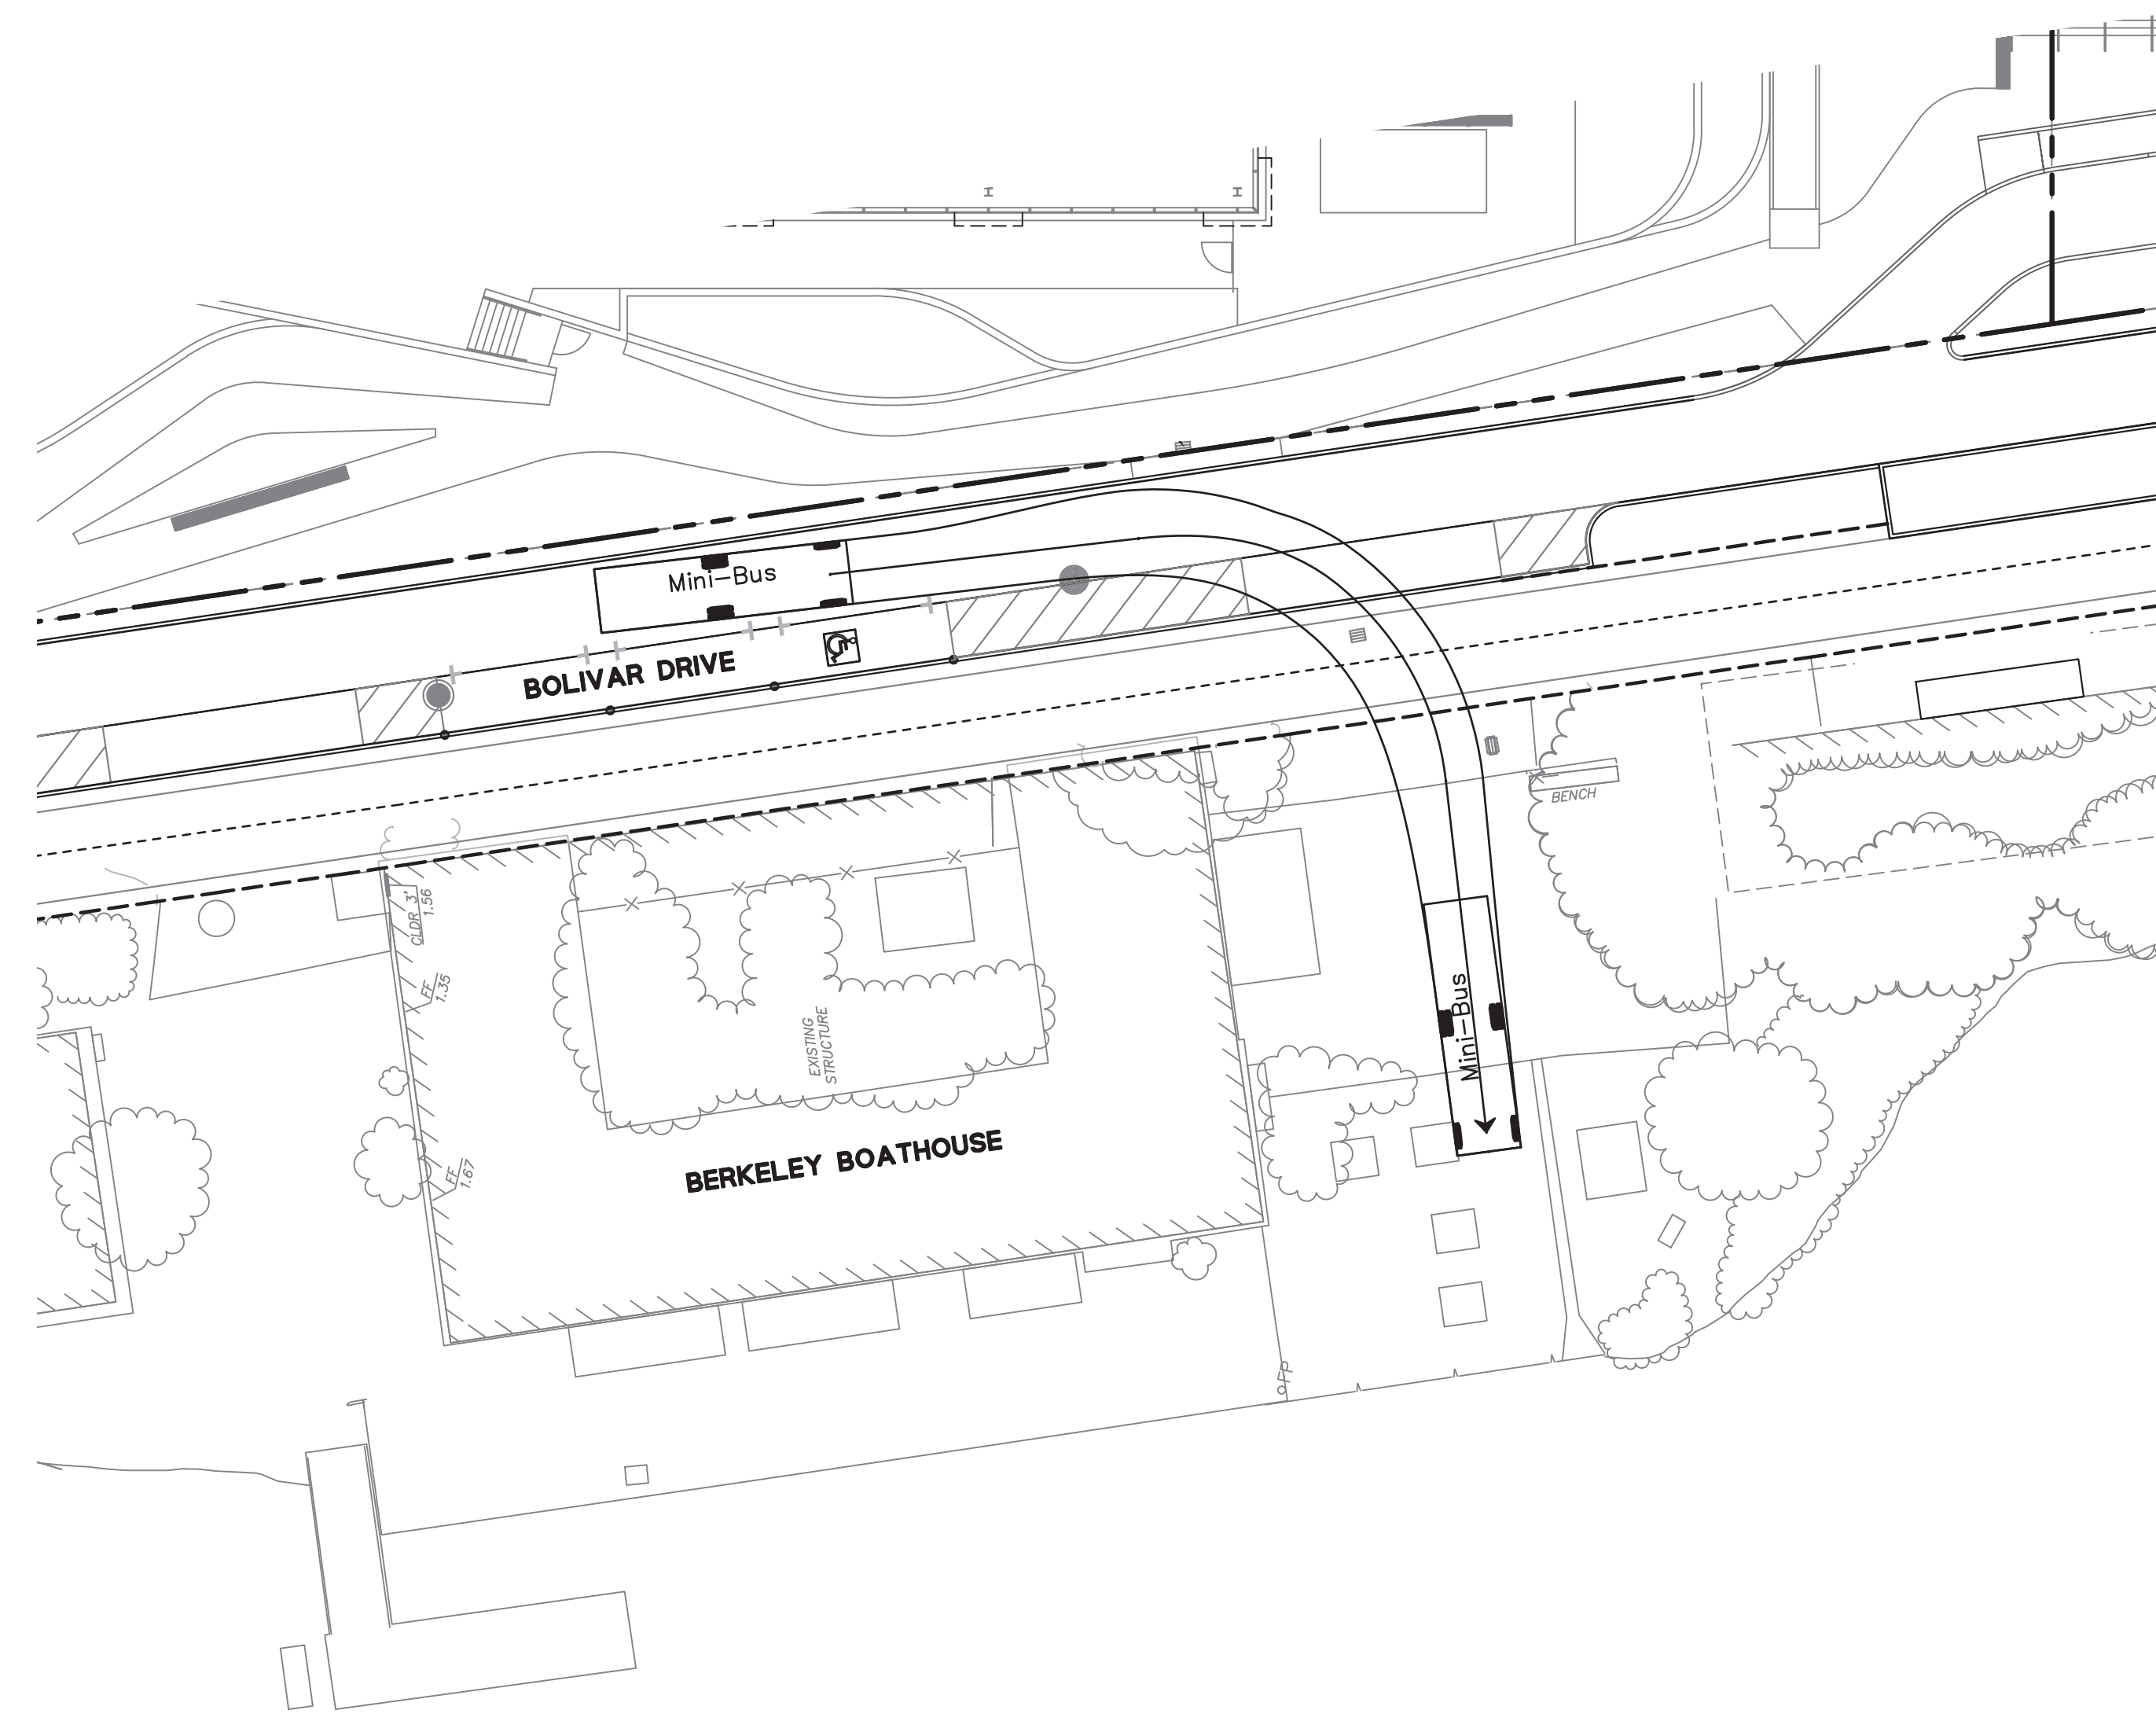 Mini-Bus
BOLIVAR DRIVE
BENCH
CLDR 3'
1.56
FF
1.35
Mini-Bus
EXISTING
STRUCTURE
FF
1.67
BERKELEY BOATHOUSE